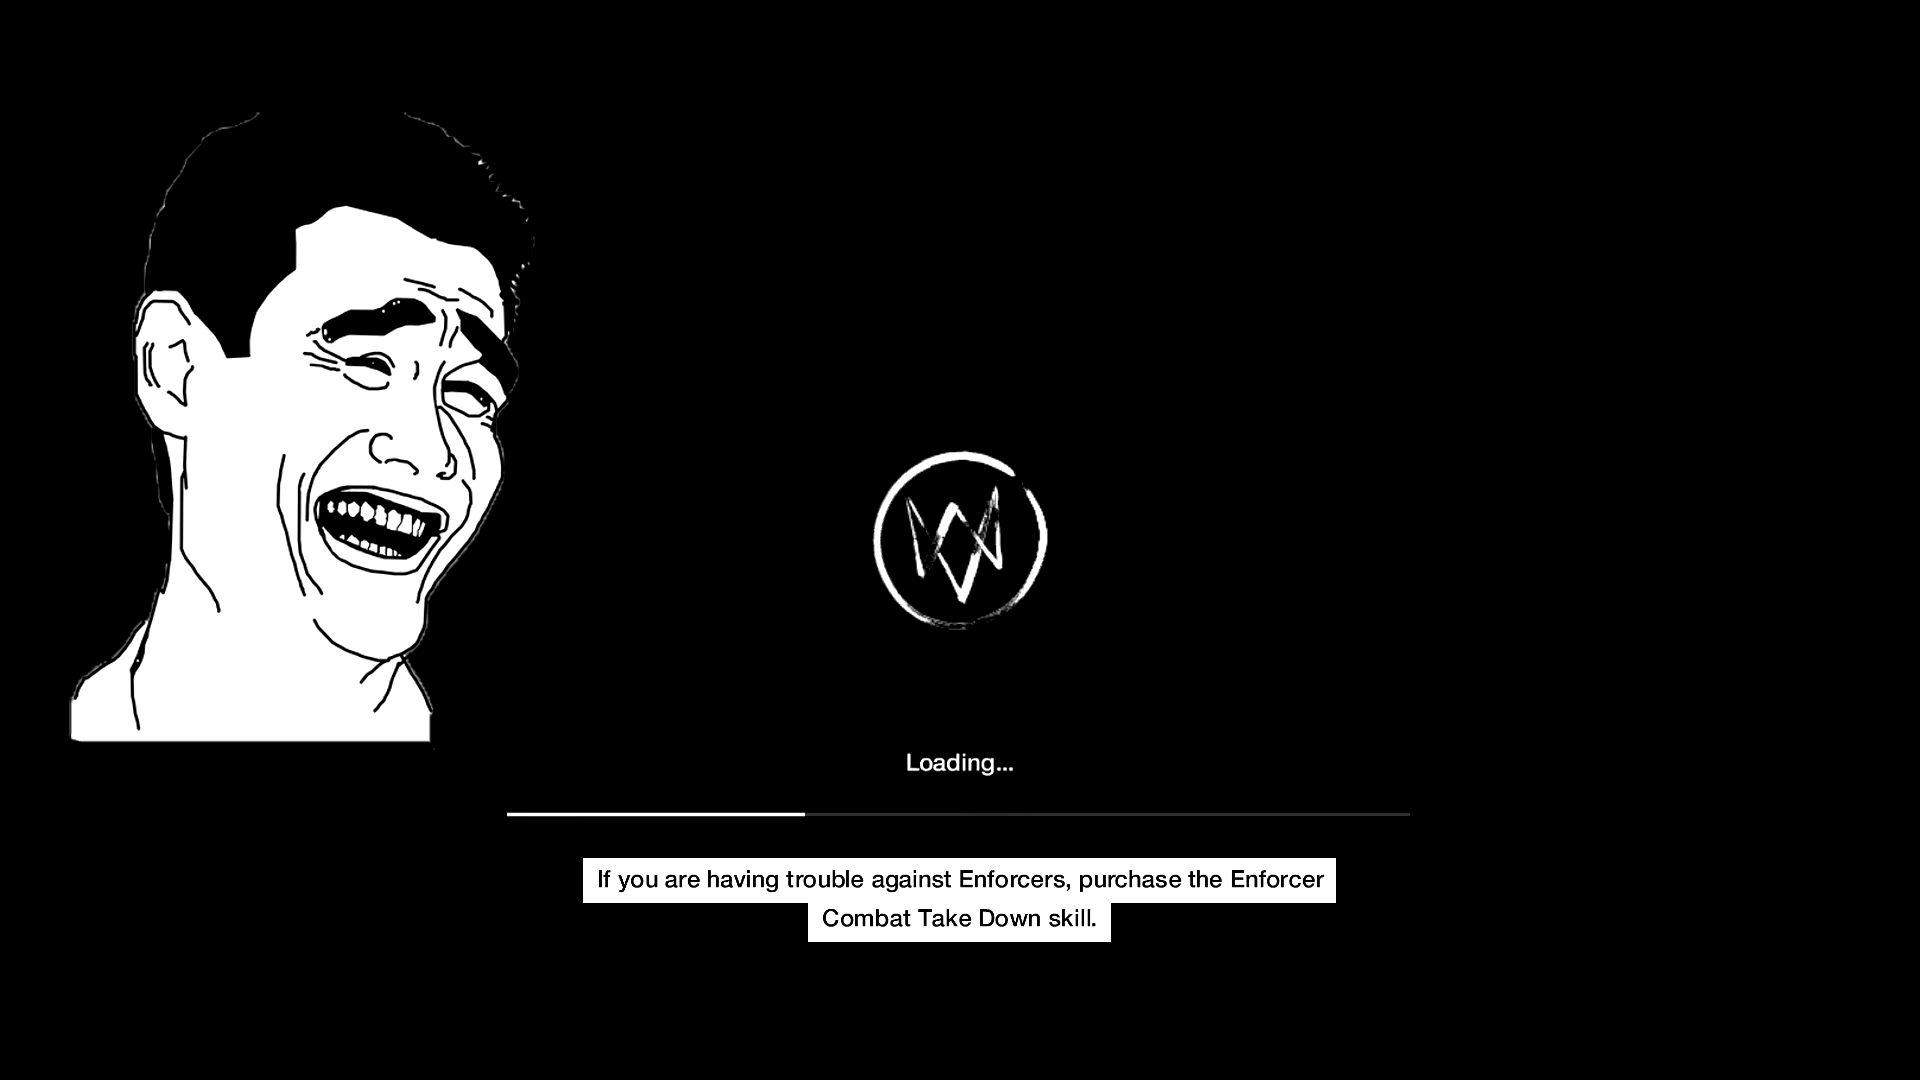 Loading...
If you are having trouble against Enforcers, purchase the Enforcer
Combat Take Down skill.